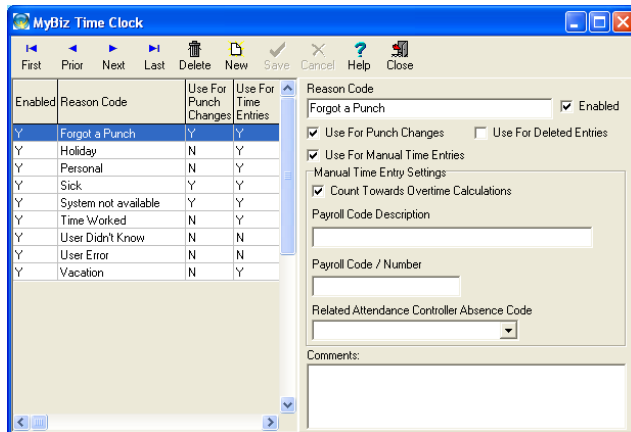 MyBiz Time Clock
First Prior Next Last Delete New Save Cancel Help Close
Enabled Reason Code Use For Punch Changes Use For Time Entries
Y Forgot a Punch Y Y
Y Holiday N Y
Y Personal N Y
Y Sick Y Y
Y System not available Y Y
Y Time Worked N Y
Y User Didn't Know N N
Y User Error N N
Y Vacation N Y
Reason Code
Forgot a Punch Enabled
Use For Punch Changes Use For Deleted Entries
Use For Manual Time Entries
Manual Time Entry Settings
Count Towards Overtime Calculations
Payroll Code Description
Payroll Code / Number
Related Attendance Controller Absence Code
Comments: